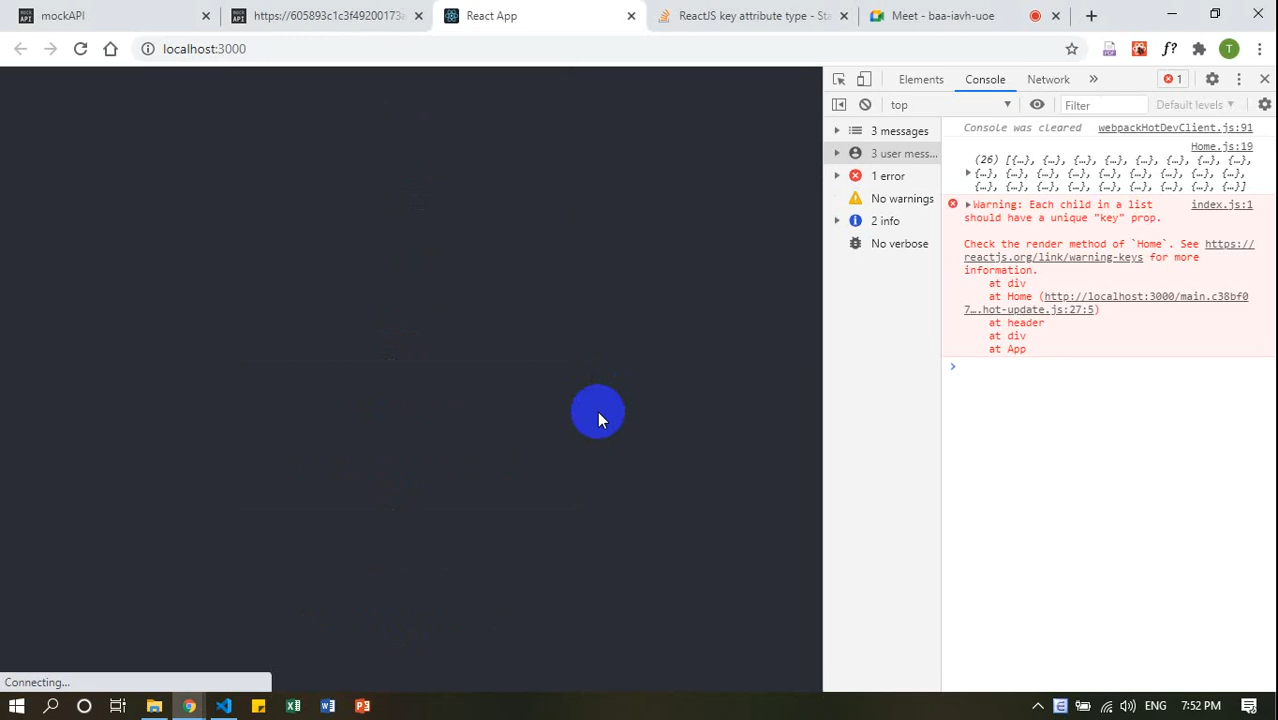 mockAPI
https://605893c1c3f49200173a
React App
ReactJS key attribute type - Sta
Meet - baa-iavh-uoe
localhost:3000
f?
T
Elements
Console
Network
1
top
Filter
Default levels
3 messages
3 user mess...
1 error
No warnings
2 info
No verbose
Console was cleared webpackHotDevClient.js:91
Home.js:19
(26) [{…}, {…}, {…}, {…}, {…}, {…}, {…}, {…},
{…}, {…}, {…}, {…}, {…}, {…}, {…}, {…}, {…},
{…}, {…}, {…}, {…}, {…}, {…}, {…}, {…}, {…}]
Warning: Each child in a list index.js:1
should have a unique "key" prop.
Check the render method of `Home`. See https://
reactjs.org/link/warning-keys for more
information.
at div
at Home (http://localhost:3000/main.c38bf0
7….hot-update.js:27:5)
at header
at div
at App
Connecting...
ENG
7:52 PM